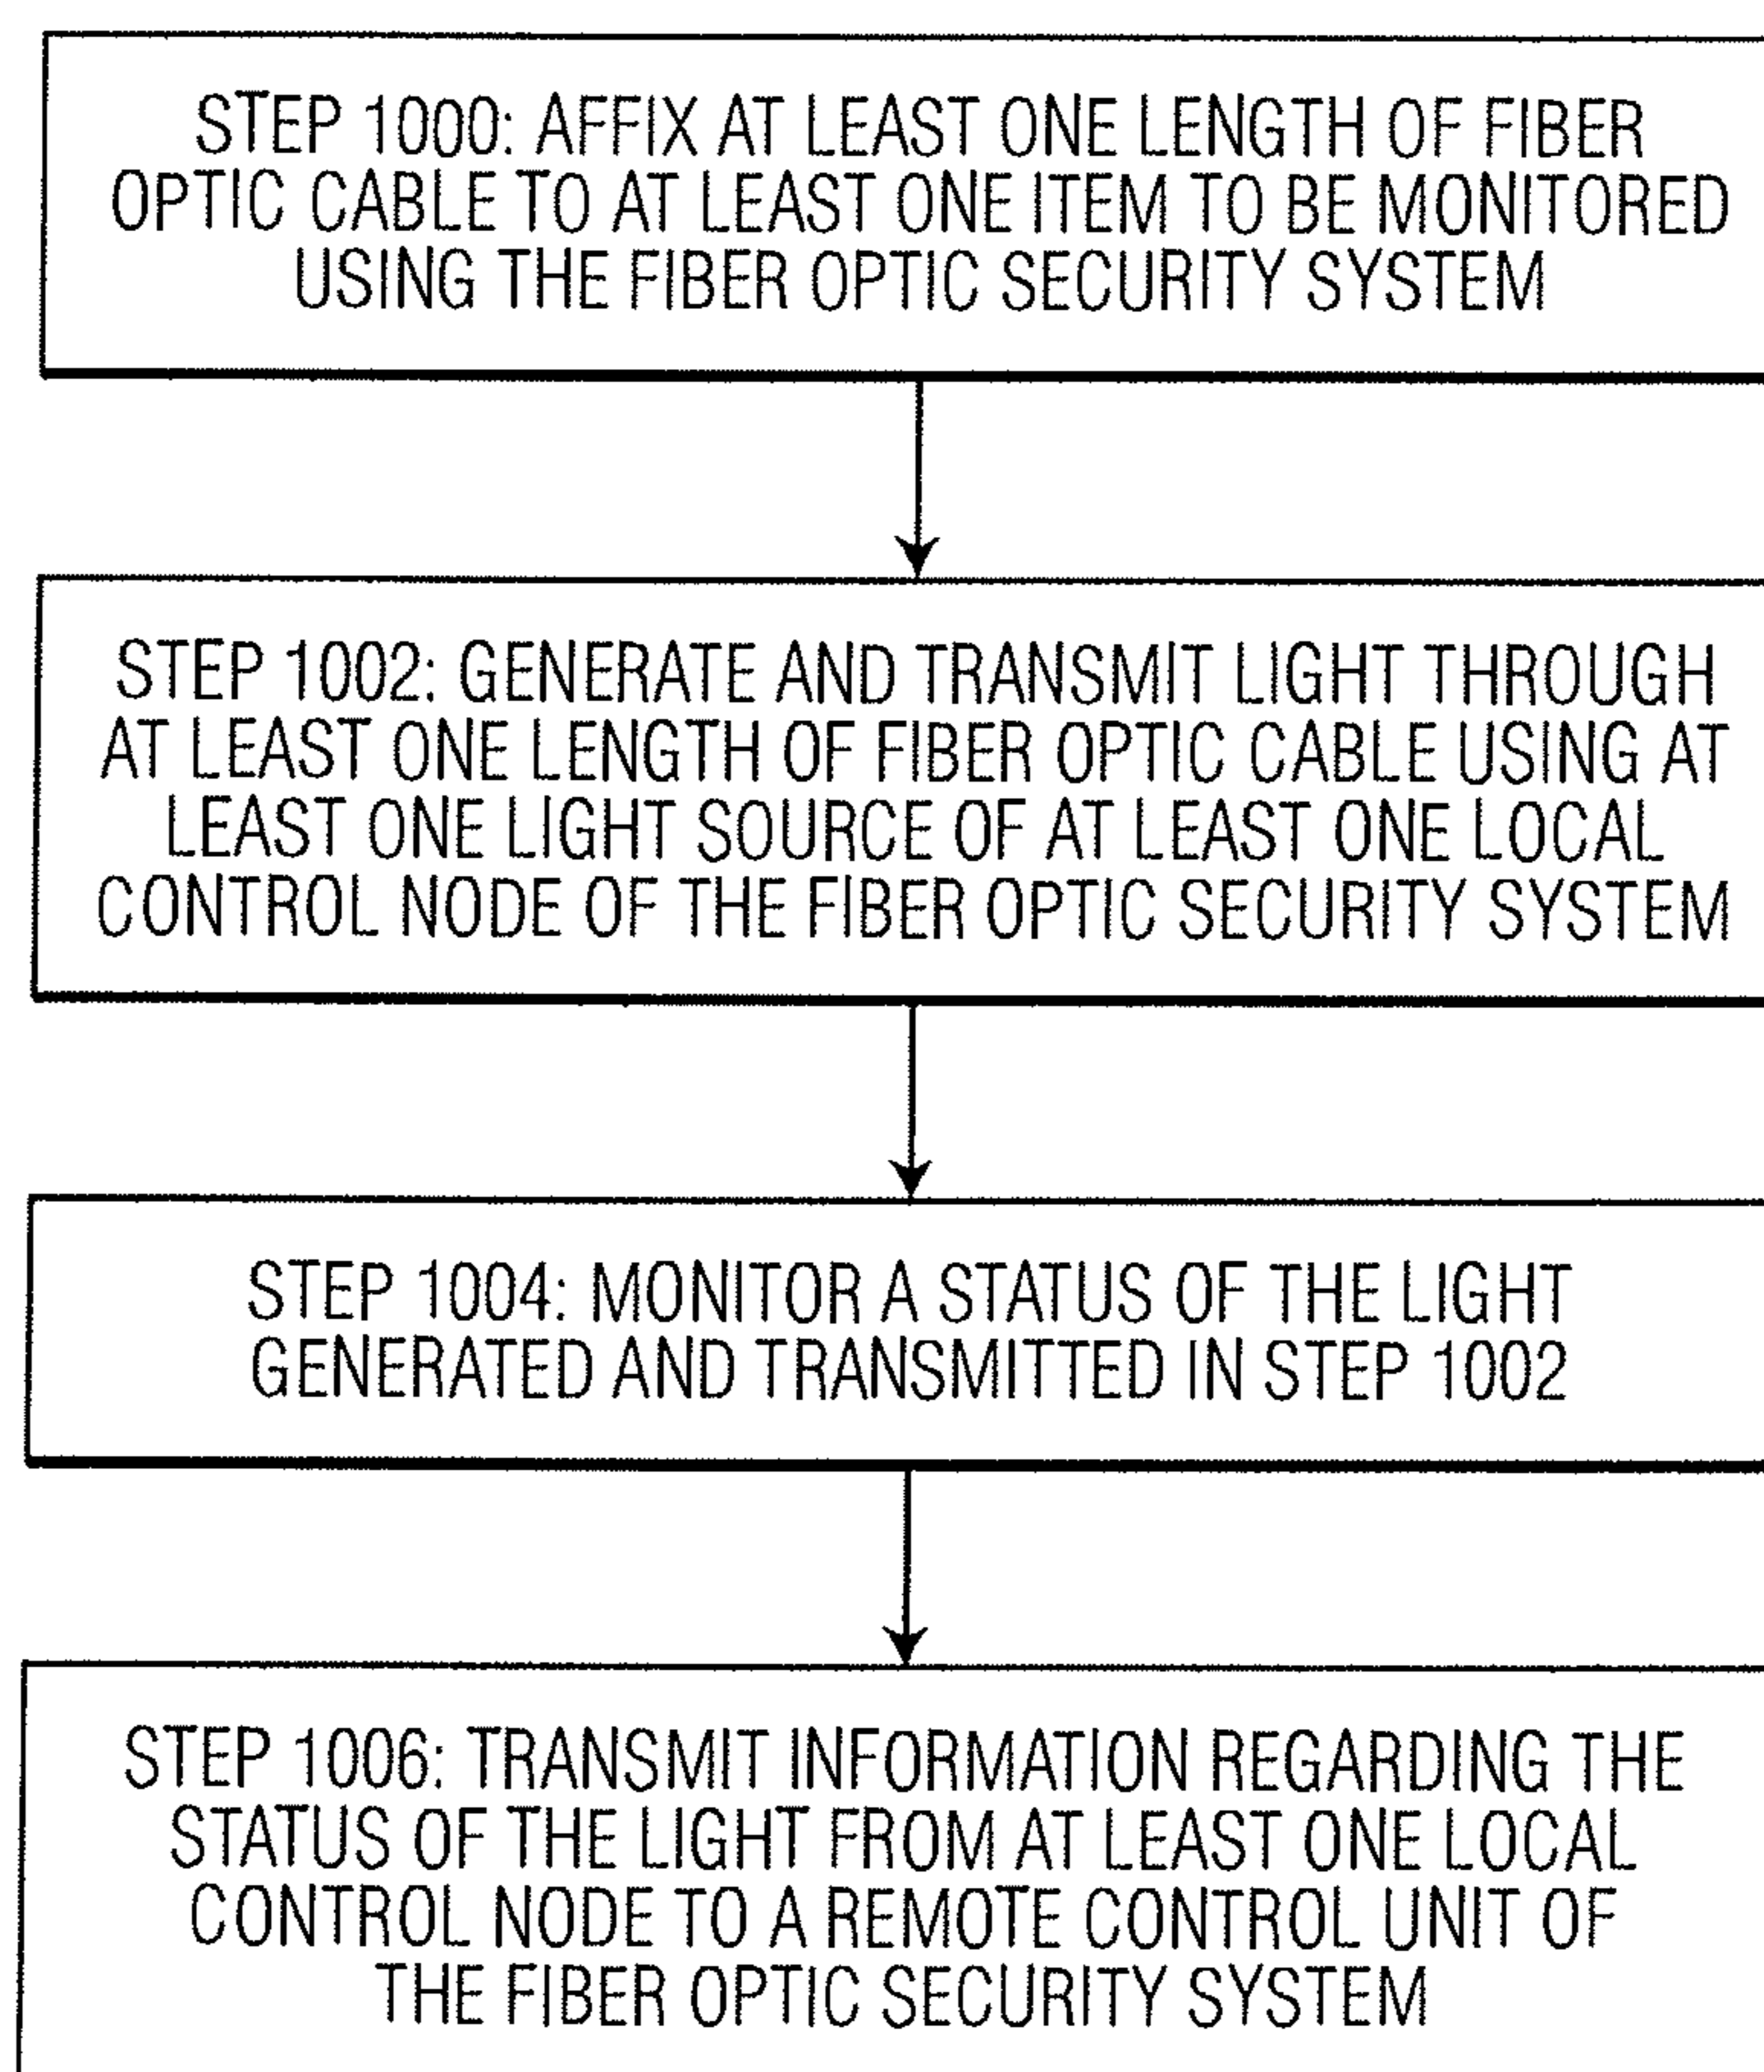 STEP 1000: AFFIX AT LEAST ONE LENGTH OF FIBER
OPTIC CABLE TO AT LEAST ONE ITEM TO BE MONITORED
USING THE FIBER OPTIC SECURITY SYSTEM
STEP 1002: GENERATE AND TRANSMIT LIGHT THROUGH
AT LEAST ONE LENGTH OF FIBER OPTIC CABLE USING AT
LEAST ONE LIGHT SOURCE OF AT LEAST ONE LOCAL
CONTROL NODE OF THE FIBER OPTIC SECURITY SYSTEM
STEP 1004: MONITOR A STATUS OF THE LIGHT
GENERATED AND TRANSMITTED IN STEP 1002
STEP 1006: TRANSMIT INFORMATION REGARDING THE
STATUS OF THE LIGHT FROM AT LEAST ONE LOCAL
CONTROL NODE TO A REMOTE CONTROL UNIT OF
THE FIBER OPTIC SECURITY SYSTEM